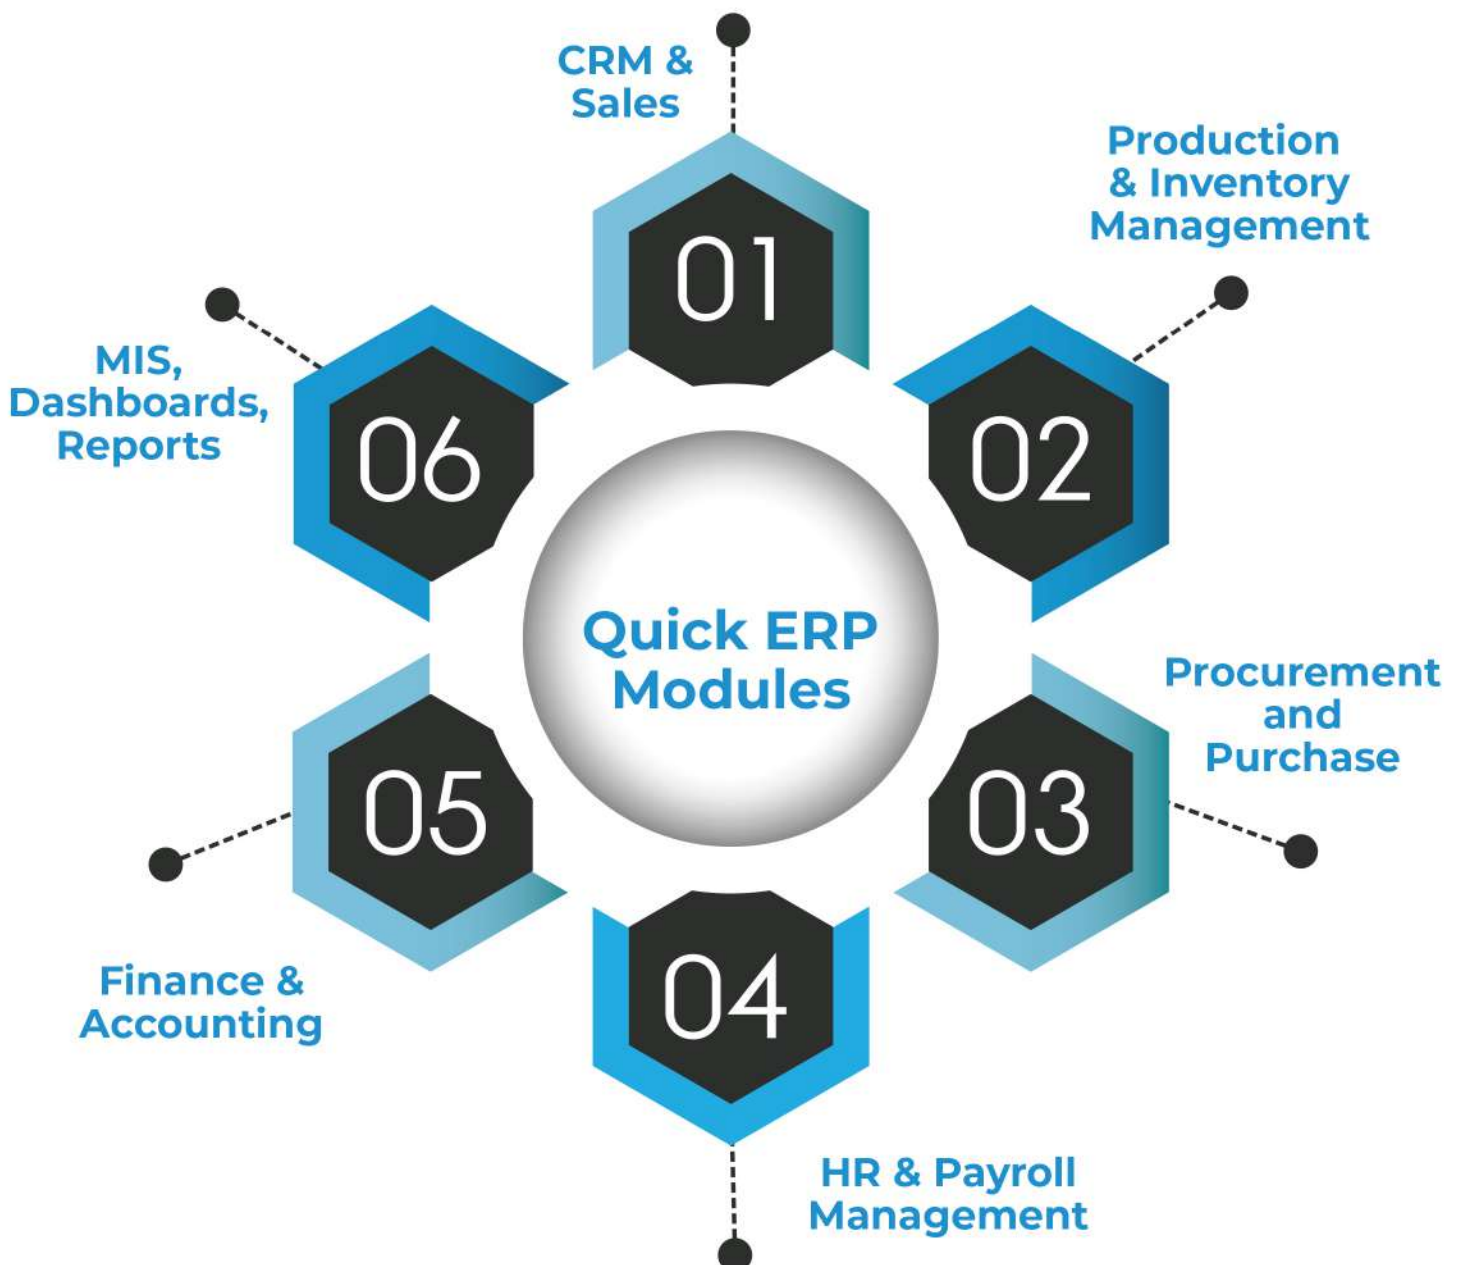 CRM &
Sales
01
Production
& Inventory
Management
02
Procurement
and
Purchase
03
HR & Payroll
Management
04
Finance &
Accounting
05
MIS,
Dashboards,
Reports
06
Quick ERP
Modules